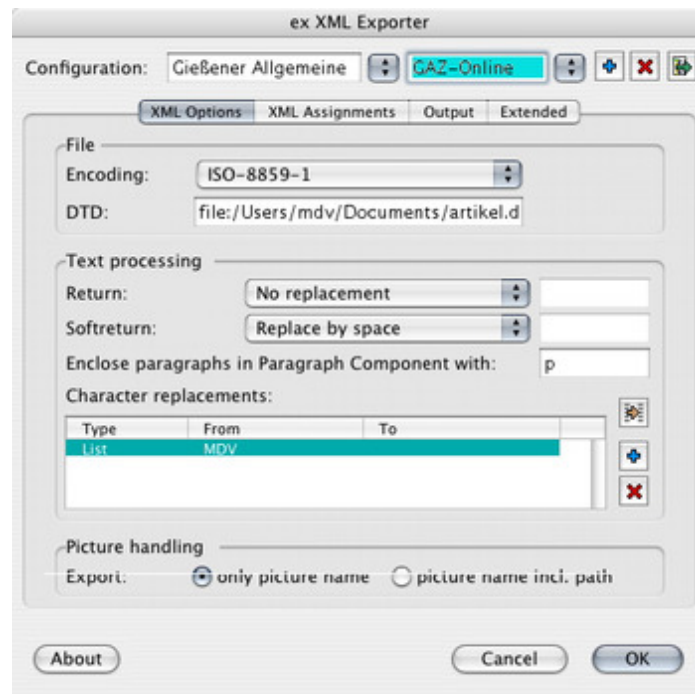 ex XML Exporter
Configuration: Gießener Allgemeine GAZ-Online
XML Options XML Assignments Output Extended
File
Encoding: ISO-8859-1
DTD: file:/Users/mdv/Documents/artikel.d
Text processing
Return: No replacement
Softreturn: Replace by space
Enclose paragraphs in Paragraph Component with: p
Character replacements:
Type From To
List MDV
Picture handling
Export: only picture name picture name incl. path
About Cancel OK